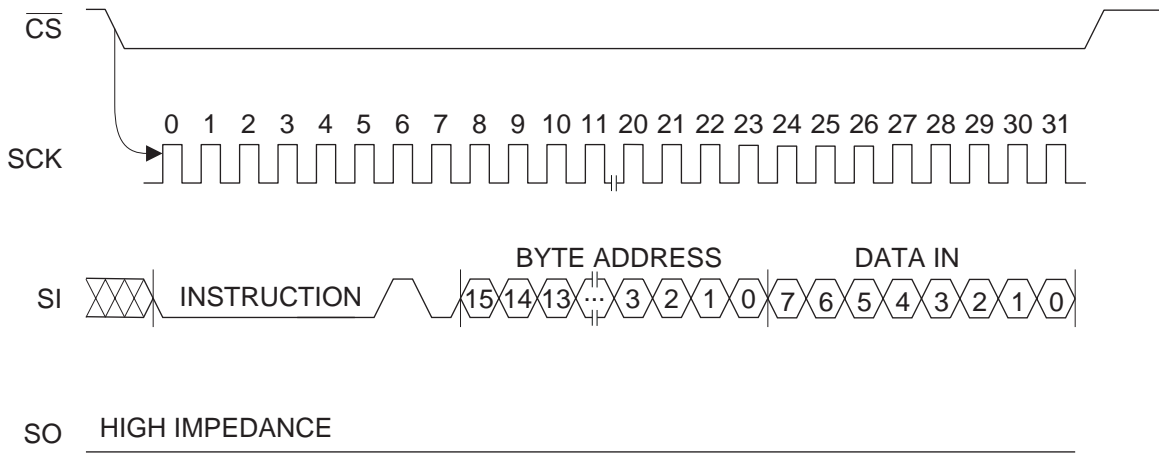 CS
0 1 2 3 4 5 6 7 8 9 10 11 20 21 22 23 24 25 26 27 28 29 30 31
SCK
BYTE ADDRESS DATA IN
SI INSTRUCTION 15 14 13 ... 3 2 1 0 7 6 5 4 3 2 1 0
SO HIGH IMPEDANCE